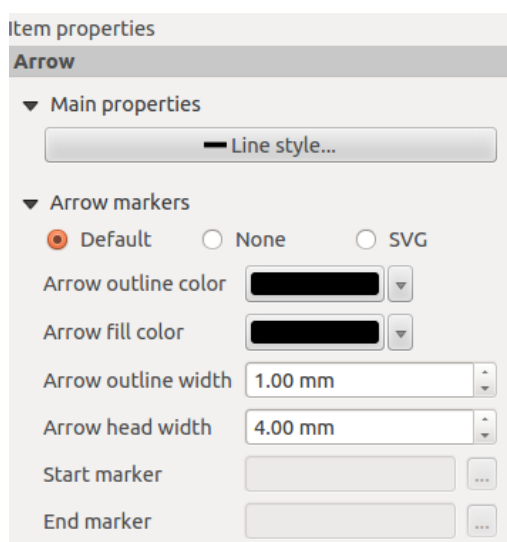 Item properties
Arrow
Main properties
Line style...
Arrow markers
Default None SVG
Arrow outline color
Arrow fill color
Arrow outline width 1.00 mm
Arrow head width 4.00 mm
Start marker ...
End marker ...